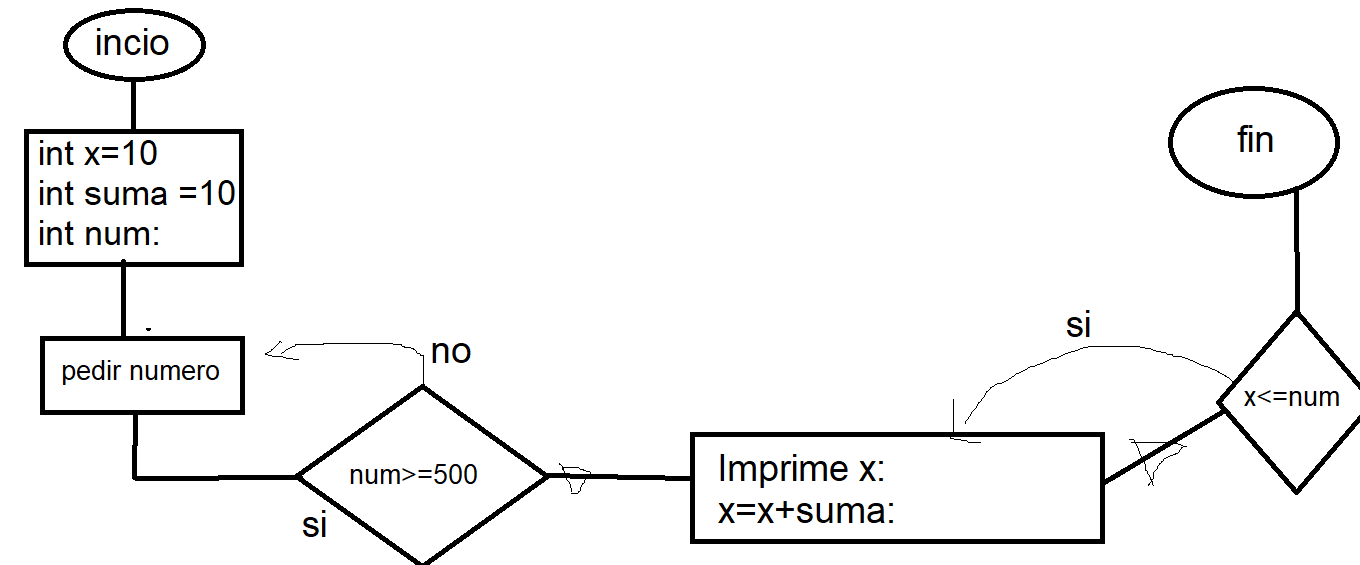 incio
int x=10
int suma =10
int num:
pedir numero
no
num>=500
si
Imprime x:
x=x+suma:
si
x<=num
fin